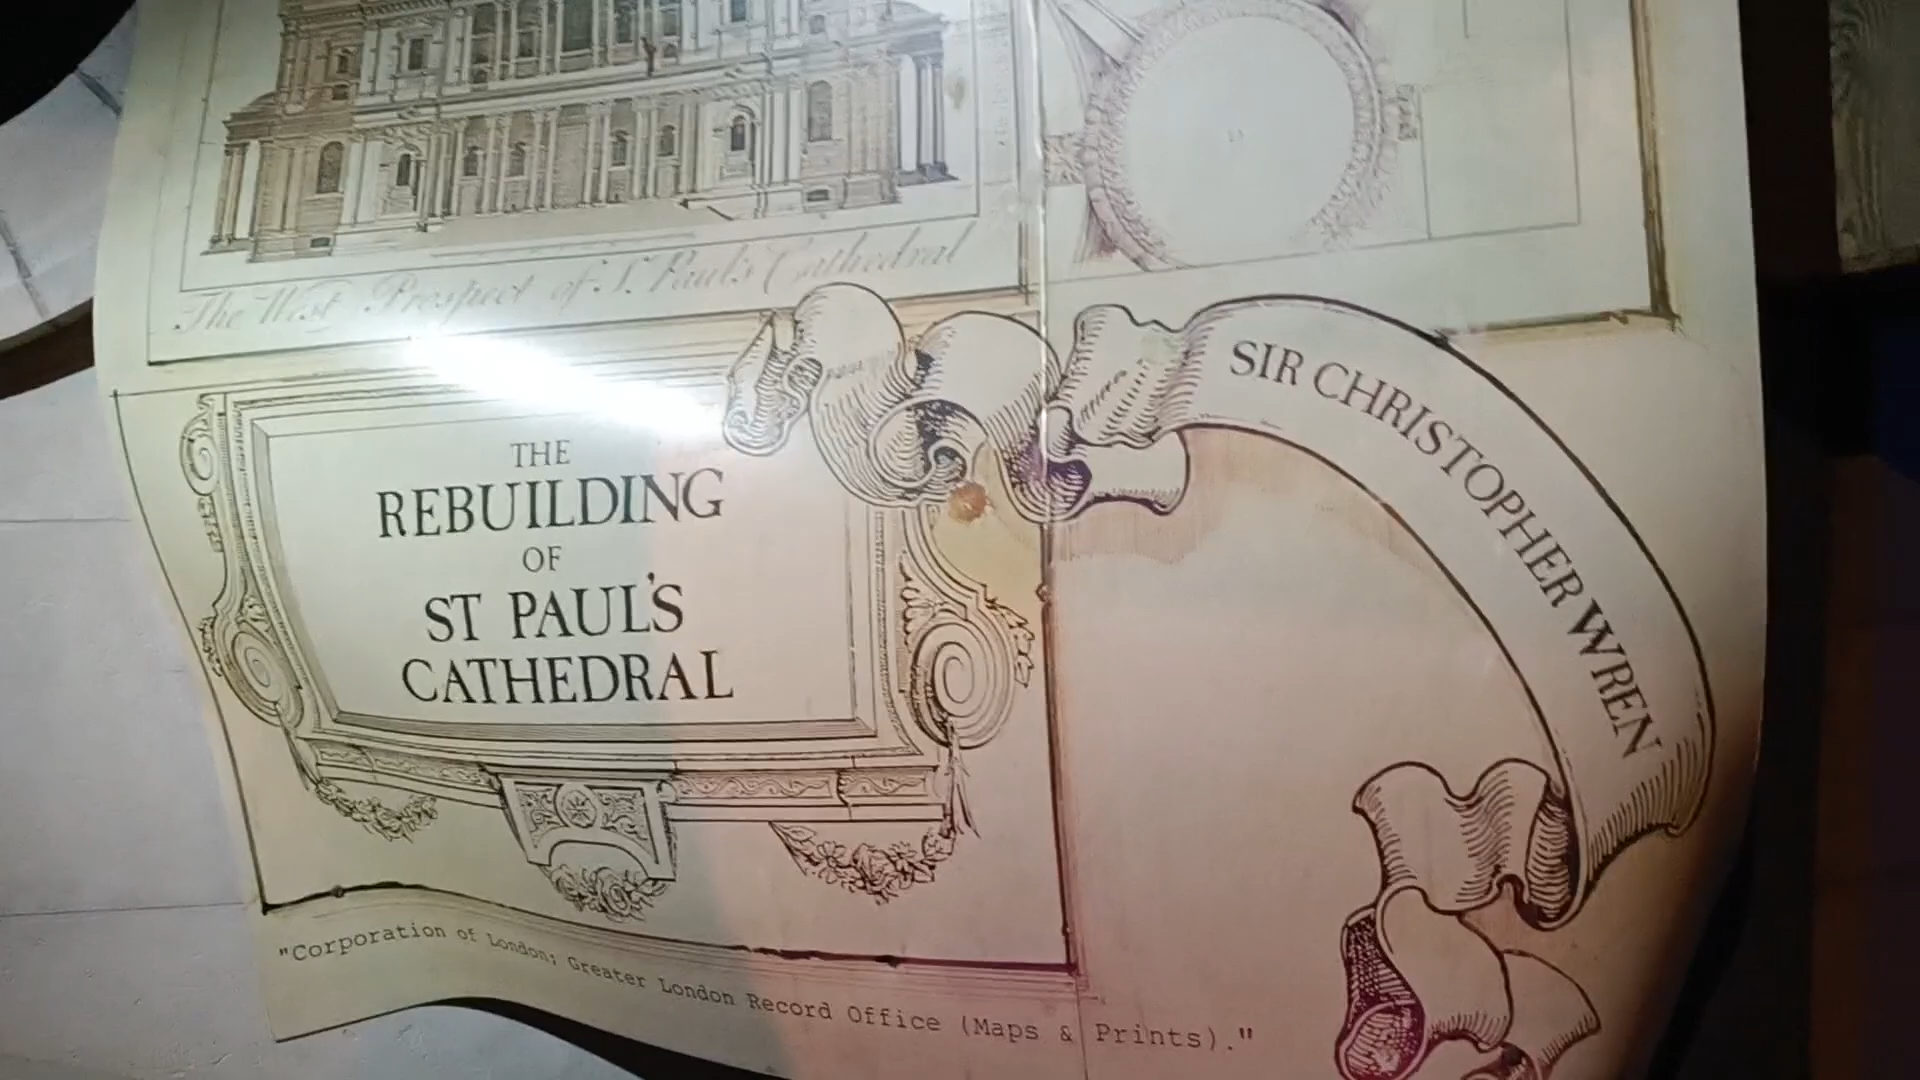 The West Prospect of St. Paul's Cathedral
THE
REBUILDING
OF
ST PAUL'S
CATHEDRAL
SIR CHRISTOPHER WREN
"Corporation of London; Greater London Record Office (Maps & Prints)."